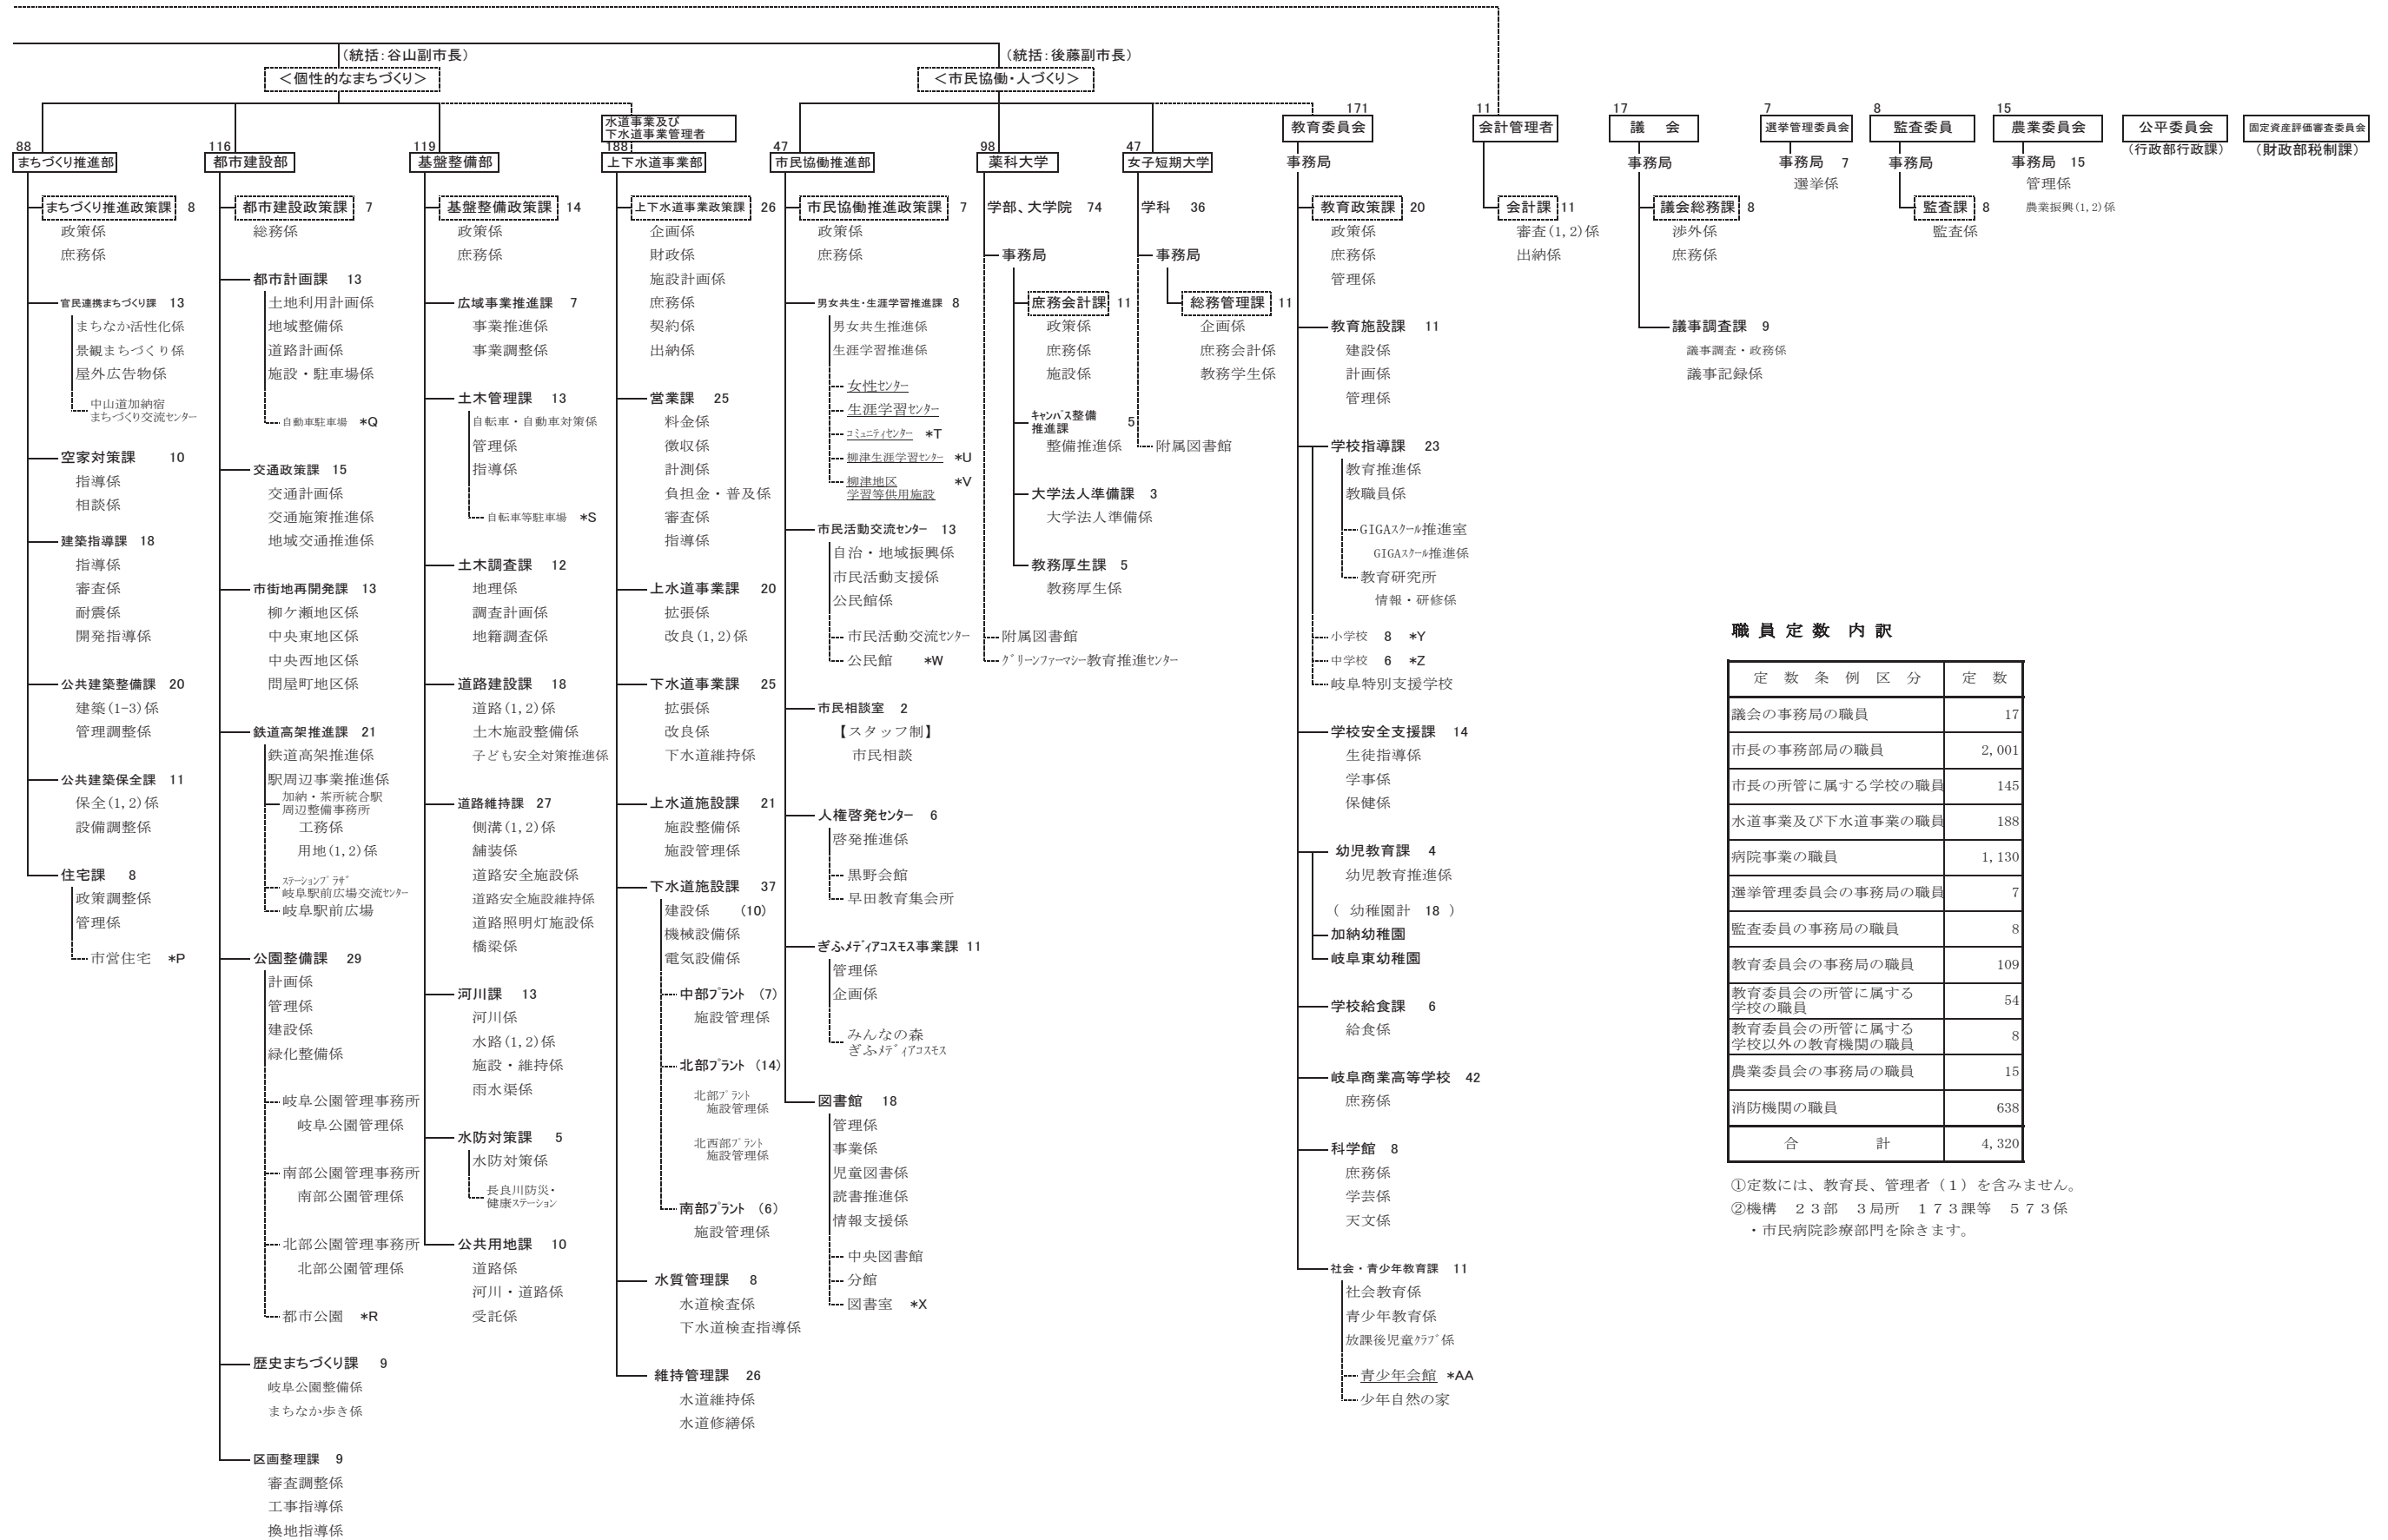 (統括:谷山副市長)
<個性的なまちづくり>
(統括:後藤副市長)
<市民協働・人づくり>
88
まちづくり推進部
まちづくり推進政策課 8
政策係
庶務係
官民連携まちづくり課 13
まちなか活性化係
景観まちづくり係
屋外広告物係
中山道加納宿
まちづくり交流センター
空家対策課 10
指導係
相談係
建築指導課 18
指導係
審査係
耐震係
開発指導係
公共建築整備課 20
建築(1-3)係
管理調整係
公共建築保全課 11
保全(1,2)係
設備調整係
住宅課 8
政策調整係
管理係
市営住宅 *P
116
都市建設部
都市建設政策課 7
総務係
都市計画課 13
土地利用計画係
地域整備係
道路計画係
施設・駐車場係
自動車駐車場 *Q
交通政策課 15
交通計画係
交通施策推進係
地域交通推進係
市街地再開発課 13
柳ケ瀬地区係
中央東地区係
中央西地区係
問屋町地区係
鉄道高架推進課 21
鉄道高架推進係
駅周辺事業推進係
加納・茶所統合駅
周辺整備事務所
工務係
用地(1,2)係
ステーションプラザ
岐阜駅前広場交流センター
岐阜駅前広場
公園整備課 29
計画係
管理係
建設係
緑化整備係
岐阜公園管理事務所
岐阜公園管理係
南部公園管理事務所
南部公園管理係
北部公園管理事務所
北部公園管理係
都市公園 *R
歴史まちづくり課 9
岐阜公園整備係
まちなか歩き係
区画整理課 9
審査調整係
工事指導係
換地指導係
119
基盤整備部
基盤整備政策課 14
政策係
庶務係
広域事業推進課 7
事業推進係
事業調整係
土木管理課 13
自転車・自動車対策係
管理係
指導係
自転車等駐車場 *S
土木調査課 12
地理係
調査計画係
地籍調査係
道路建設課 18
道路(1,2)係
土木施設整備係
子ども安全対策推進係
道路維持課 27
側溝(1,2)係
舗装係
道路安全施設係
道路安全施設維持係
道路照明灯施設係
橋梁係
河川課 13
河川係
水路(1,2)係
施設・維持係
雨水渠係
水防対策課 5
水防対策係
長良川防災・
健康ステーション
公共用地課 10
道路係
河川・道路係
受託係
水道事業及び
下水道事業管理者
188
上下水道事業部
上下水道事業政策課 26
企画係
財政係
施設計画係
庶務係
契約係
出納係
営業課 25
料金係
徴収係
計測係
負担金・普及係
審査係
指導係
上水道事業課 20
拡張係
改良(1,2)係
下水道事業課 25
拡張係
改良係
下水道維持係
上水道施設課 21
施設整備係
施設管理係
下水道施設課 37
建設係 (10)
機械設備係
電気設備係
中部プラント (7)
施設管理係
北部プラント (14)
北部プラント
施設管理係
北西部プラント
施設管理係
南部プラント (6)
施設管理係
水質管理課 8
水道検査係
下水道検査指導係
維持管理課 26
水道維持係
水道修繕係
47
市民協働推進部
市民協働推進政策課 7
政策係
庶務係
男女共生・生涯学習推進課 8
男女共生推進係
生涯学習推進係
女性センター
生涯学習センター
コミュニティセンター *T
柳津生涯学習センター *U
柳津地区 *V
学習等供用施設
市民活動交流センター 13
自治・地域振興係
市民活動支援係
公民館係
市民活動交流センター
公民館 *W
市民相談室 2
【スタッフ制】
市民相談
人権啓発センター 6
啓発推進係
黒野会館
早田教育集会所
ぎふメディアコスモス事業課 11
管理係
企画係
みんなの森
ぎふメディアコスモス
図書館 18
管理係
事業係
児童図書係
読書推進係
情報支援係
中央図書館
分館
図書室 *X
98
薬科大学
学部、大学院 74
事務局
庶務会計課 11
政策係
庶務係
施設係
キャンパス整備
推進課 5
整備推進係
大学法人準備課 3
大学法人準備係
教務厚生課 5
教務厚生係
附属図書館
グリーンファーマシー教育推進センター
47
女子短期大学
学科 36
事務局
総務管理課 11
企画係
庶務会計係
教務学生係
附属図書館
171
教育委員会
事務局
教育政策課 20
政策係
庶務係
管理係
教育施設課 11
建設係
計画係
管理係
学校指導課 23
教育推進係
教職員係
GIGAスクール推進室
GIGAスクール推進係
教育研究所
情報・研修係
小学校 8 *Y
中学校 6 *Z
岐阜特別支援学校
学校安全支援課 14
生徒指導係
学事係
保健係
幼児教育課 4
幼児教育推進係
( 幼稚園計 18 )
加納幼稚園
岐阜東幼稚園
学校給食課 6
給食係
岐阜商業高等学校 42
庶務係
科学館 8
庶務係
学芸係
天文係
社会・青少年教育課 11
社会教育係
青少年教育係
放課後児童クラブ係
青少年会館 *AA
少年自然の家
11
会計管理者
会計課 11
審査(1,2)係
出納係
17
議 会
事務局
議会総務課 8
渉外係
庶務係
議事調査課 9
議事調査・政務係
議事記録係
7
選挙管理委員会
事務局 7
選挙係
8
監査委員
事務局
監査課 8
監査係
15
農業委員会
事務局 15
管理係
農業振興(1,2)係
公平委員会
(行政部行政課)
固定資産評価審査委員会
(財政部税制課)
職員定数 内訳
定数条例区分 定数
議会の事務局の職員 17
市長の事務部局の職員 2,001
市長の所管に属する学校の職員 145
水道事業及び下水道事業の職員 188
病院事業の職員 1,130
選挙管理委員会の事務局の職員 7
監査委員の事務局の職員 8
教育委員会の事務局の職員 109
教育委員会の所管に属する
学校の職員 54
教育委員会の所管に属する
学校以外の教育機関の職員 8
農業委員会の事務局の職員 15
消防機関の職員 638
合 計 4,320
①定数には、教育長、管理者(1)を含みません。
②機構 23部 3局所 173課等 573係
・市民病院診療部門を除きます。